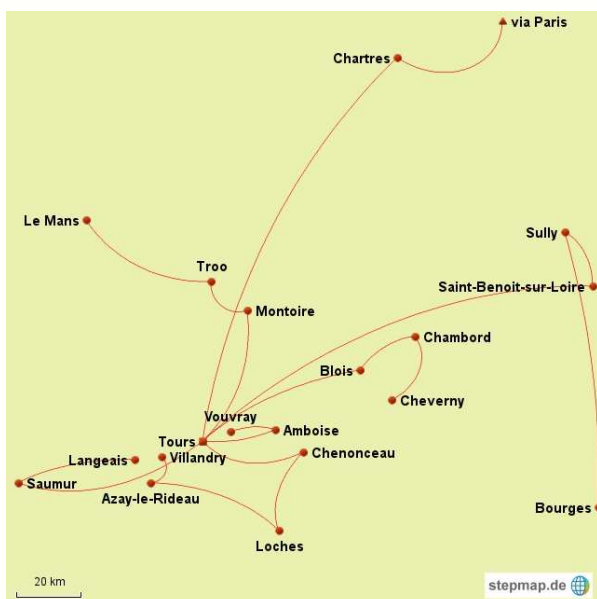 via Paris
Chartres
Le Mans
Sully
Troo
Saint-Benoit-sur-Loire
Montoire
Chambord
Blois
Cheverny
Vouvray
Amboise
Tours
Chenonceau
Villandry
Langeais
Saumur
Azay-le-Rideau
Bourges
Loches
20 km
stepmap.de